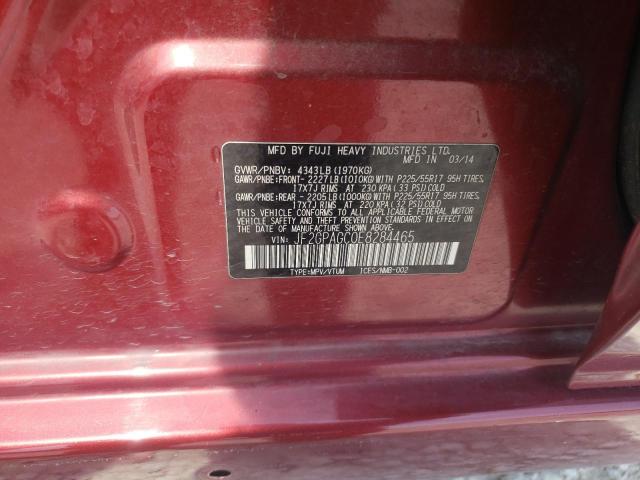 MFD BY FUJI HEAVY INDUSTRIES LTD.
GVWR/PNBV: 4343LB (1970KG) MFD IN 03/14
GAWR/PNBE:FRONT- 2227LB(1010KG)WITH P225/55R17 95H TIRES,
17X7J RIMS AT 230 KPA(33 PSI)COLD
GAWR/PNBE:REAR - 2205LB(1000KG)WITH P225/55R17 95H TIRES,
17X7J RIMS AT 220 KPA(32 PSI)COLD
THIS VEHICLE CONFORMS TO ALL APPLICABLE FEDERAL MOTOR
VEHICLE SAFETY AND THEFT PREVENTION STANDARDS IN EFFECT ON
THE DATE OF MANUFACTURE SHOWN ABOVE.
VIN: JF2GPAGC0E8284465
TYPE:MPV/VTUM ICES/NMB-002